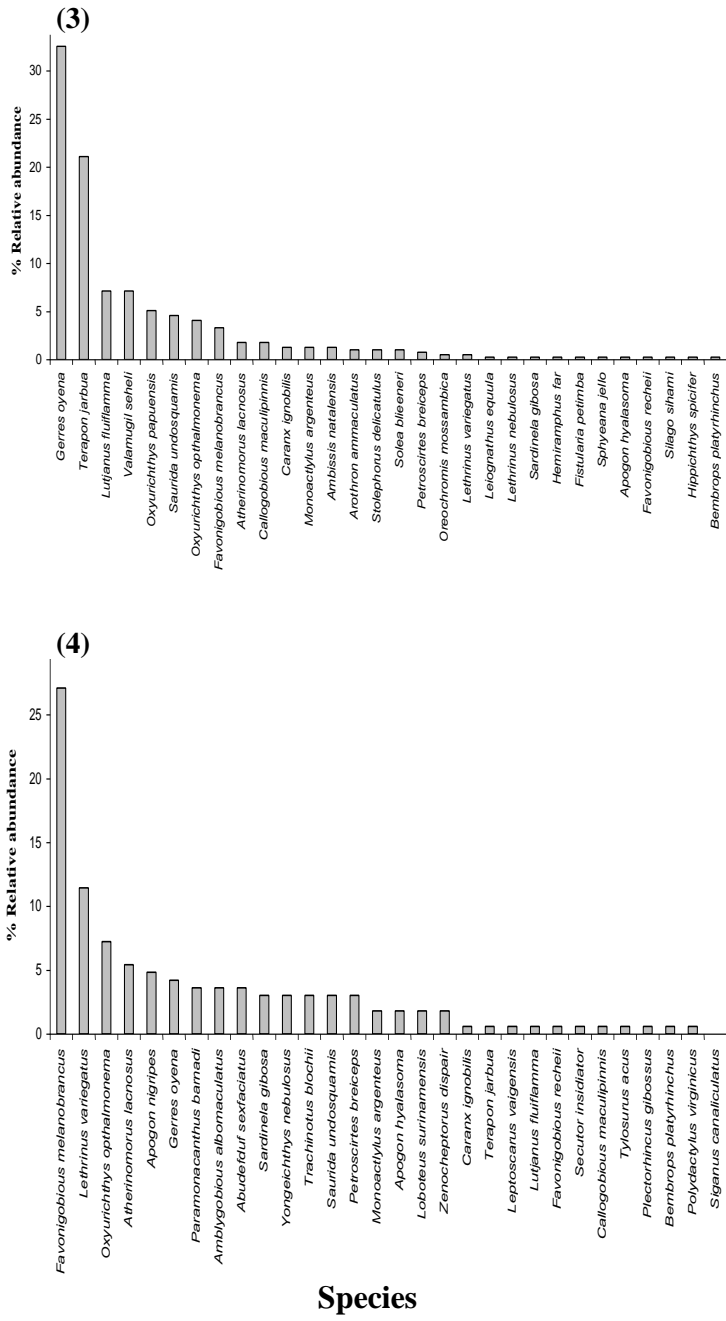 (3)
% Relative abundance
30
25
20
15
10
5
0
Gerres oyena
Terapon jarbua
Lutjanus fluiflamma
Valamugil seheli
Oxyurichthys papuensis
Saurida undosquamis
Oxyurichthys opthalmonema
Favonigobious melanobrancus
Atherinomorus lacnosus
Callogobious maculipinnis
Caranx ignobilis
Monoactlylus argenteus
Ambissis natalensis
Arothron ammaculatus
Stolephorus delicatulus
Solea blieeneri
Petroscirtes breiceps
Oreochromis mossambica
Lethrinus variegatus
Leiognathus equula
Lethrinus nebulosus
Sardinela gibosa
Hemiramphus far
Fistularia petimba
Sphyeana jello
Apogon hyalasoma
Favonigobious recheii
Silago sihami
Hippichthys spicifer
Bembrops platyrhinchus
(4)
% Relative abundance
25
20
15
10
5
0
Favonigobious melanobrancus
Lethrinus variegatus
Oxyurichthys opthalmonema
Atherinomorus lacnosus
Apogon nigripes
Gerres oyena
Paramonacanthus barnadi
Amblygobious albomaculatus
Abudefduf sexfaciatus
Sardinela gibosa
Yongeichthys nebulosus
Trachinotus blochii
Saurida undosquamis
Petroscirtes breiceps
Monoactlylus argenteus
Apogon hyalasoma
Loboteus surinamensis
Zenocheptorus dispair
Caranx ignobilis
Terapon jarbua
Leptoscarus vaigensis
Lutjanus fluiflamma
Favonigobious recheii
Secutor insidiator
Callogobious maculipinnis
Tylosurus acus
Plectorhincus gibossus
Bembrops platyrhinchus
Polydactylus virginicus
Siganus canaliculatus
Species